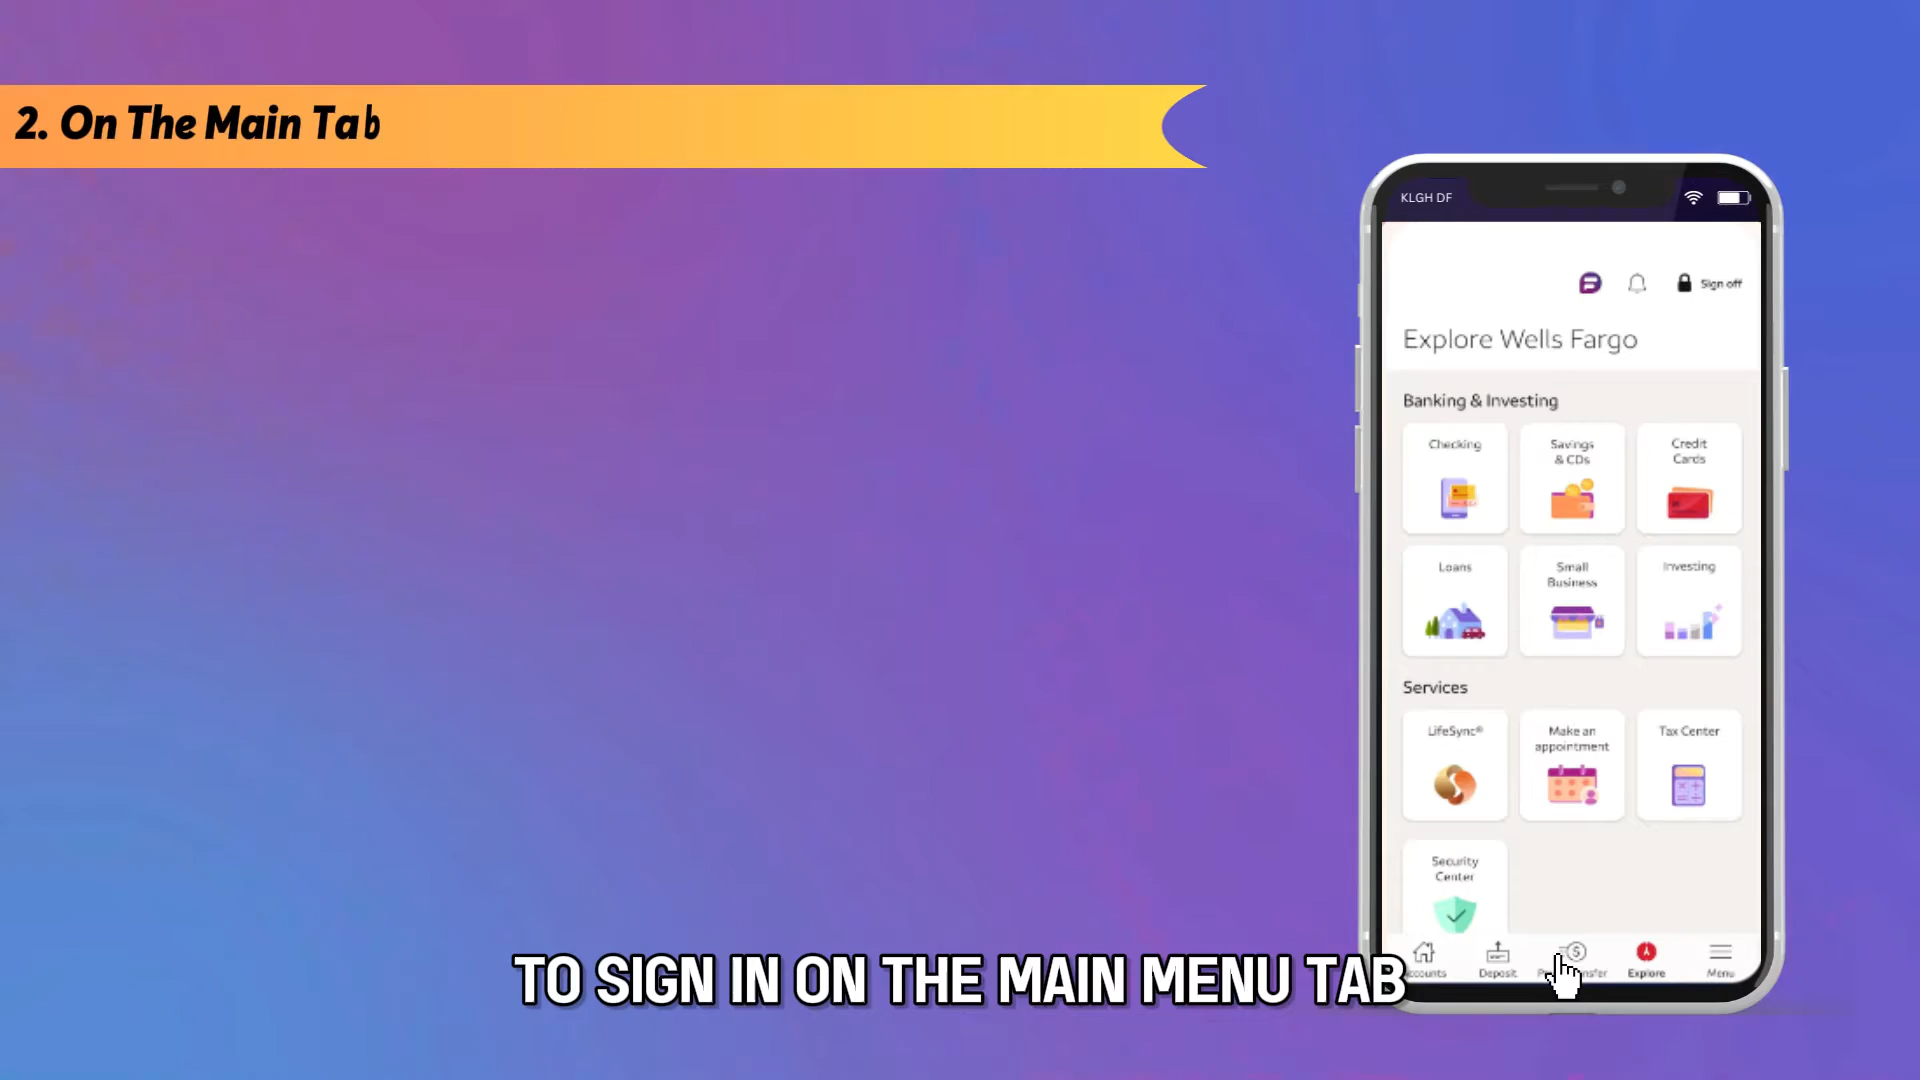 2. On The Main Tab
KLGH DF
Sign off
Explore Wells Fargo
Banking & Investing
Checking
Savings
& CDs
Credit
Cards
Loans
Small
Business
Investing
Services
LifeSync®
Make an
appointment
Tax Center
Security
Center
Deposit
Explore
Menu
TO SIGN IN ON THE MAIN MENU TAB